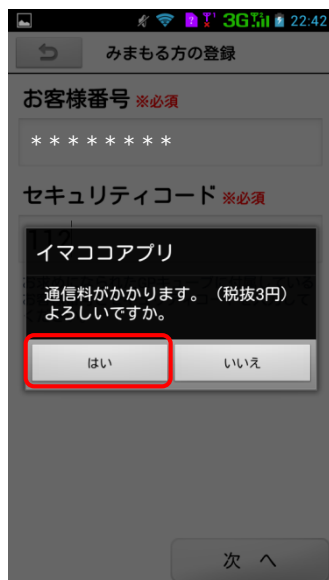 3G 22:42
みまもる方の登録
お客様番号 ※必須
********
セキュリティコード ※必須
112
イマココアプリ
通信料がかかります。（税抜3円）
よろしいですか。
はい
いいえ
次 へ